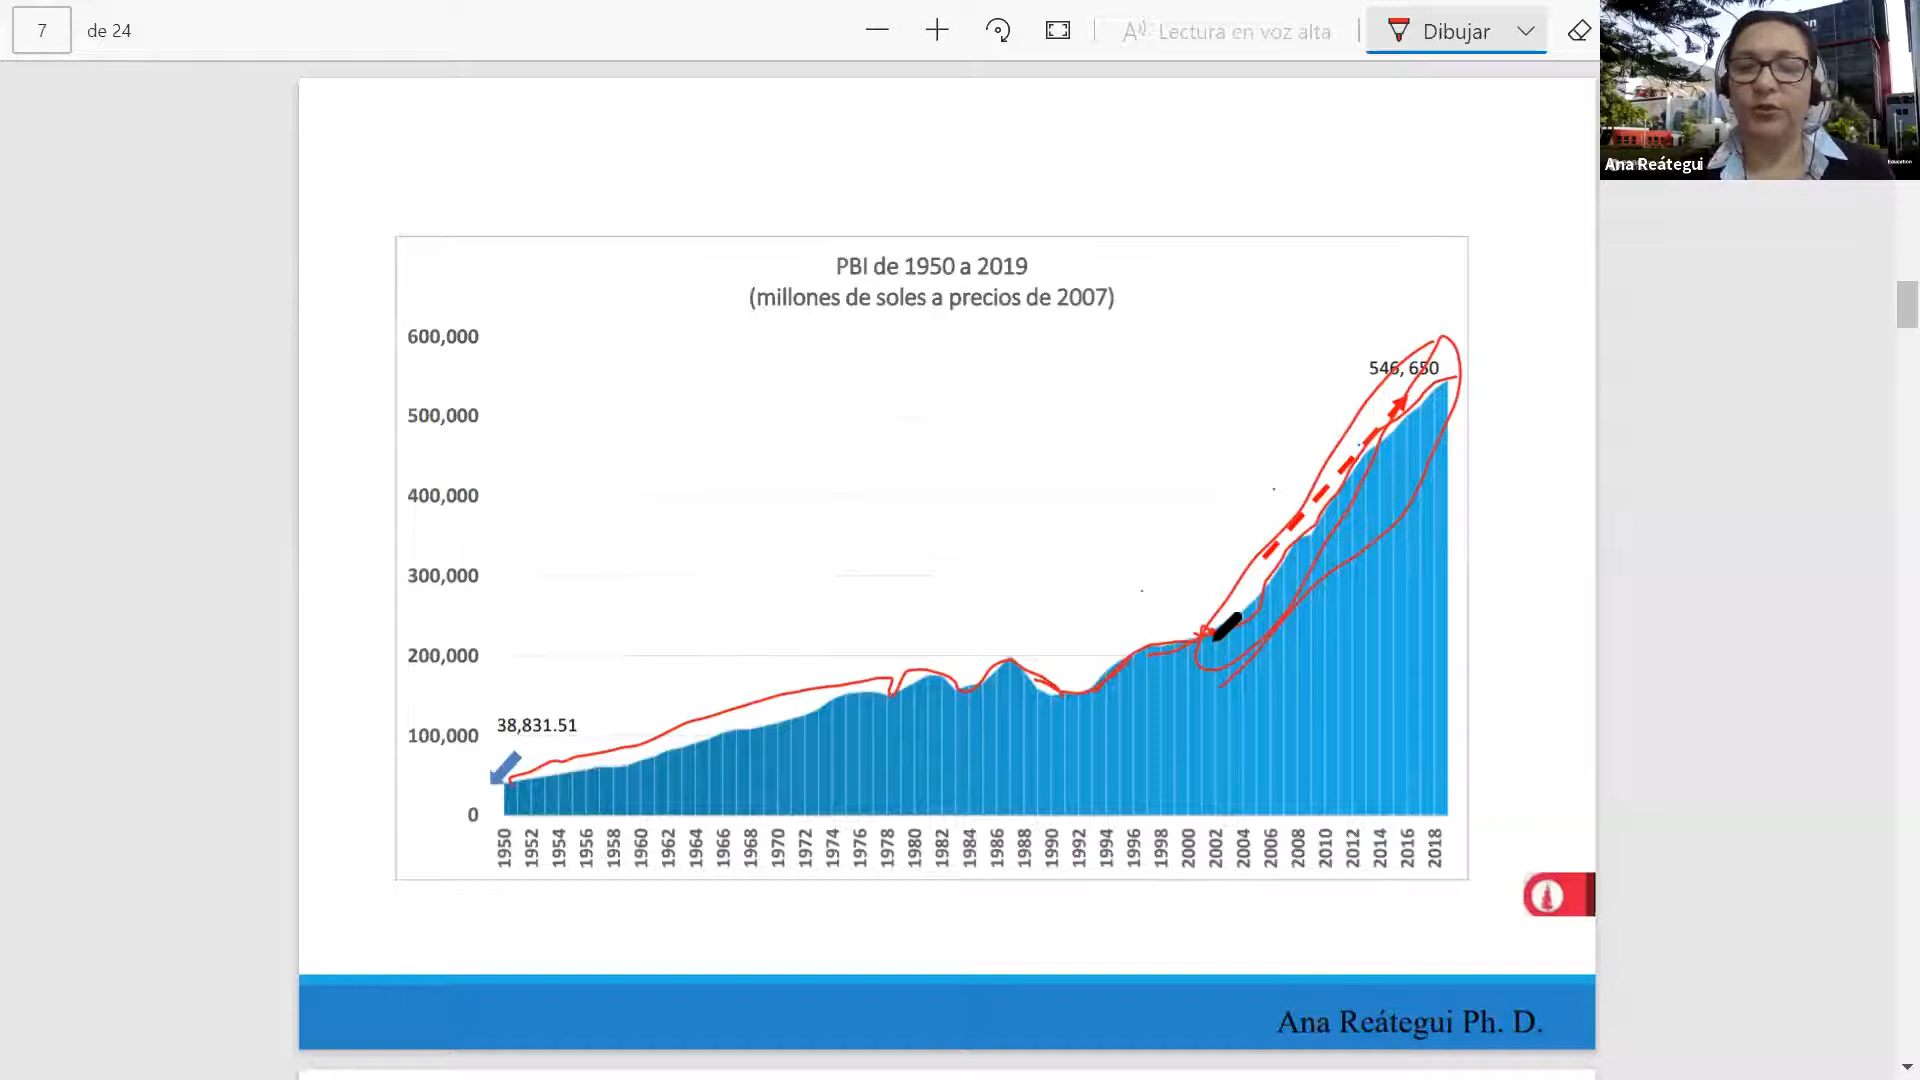 7 de 24
Lectura en voz alta
Dibujar
Ana Reátegui
Education
PBI de 1950 a 2019
(millones de soles a precios de 2007)
600,000
546, 650
500,000
400,000
300,000
200,000
38,831.51
100,000
0
1950 1952 1954 1956 1958 1960 1962 1964 1966 1968 1970 1972 1974 1976 1978 1980 1982 1984 1986 1988 1990 1992 1994 1996 1998 2000 2002 2004 2006 2008 2010 2012 2014 2016 2018
Ana Reátegui Ph. D.